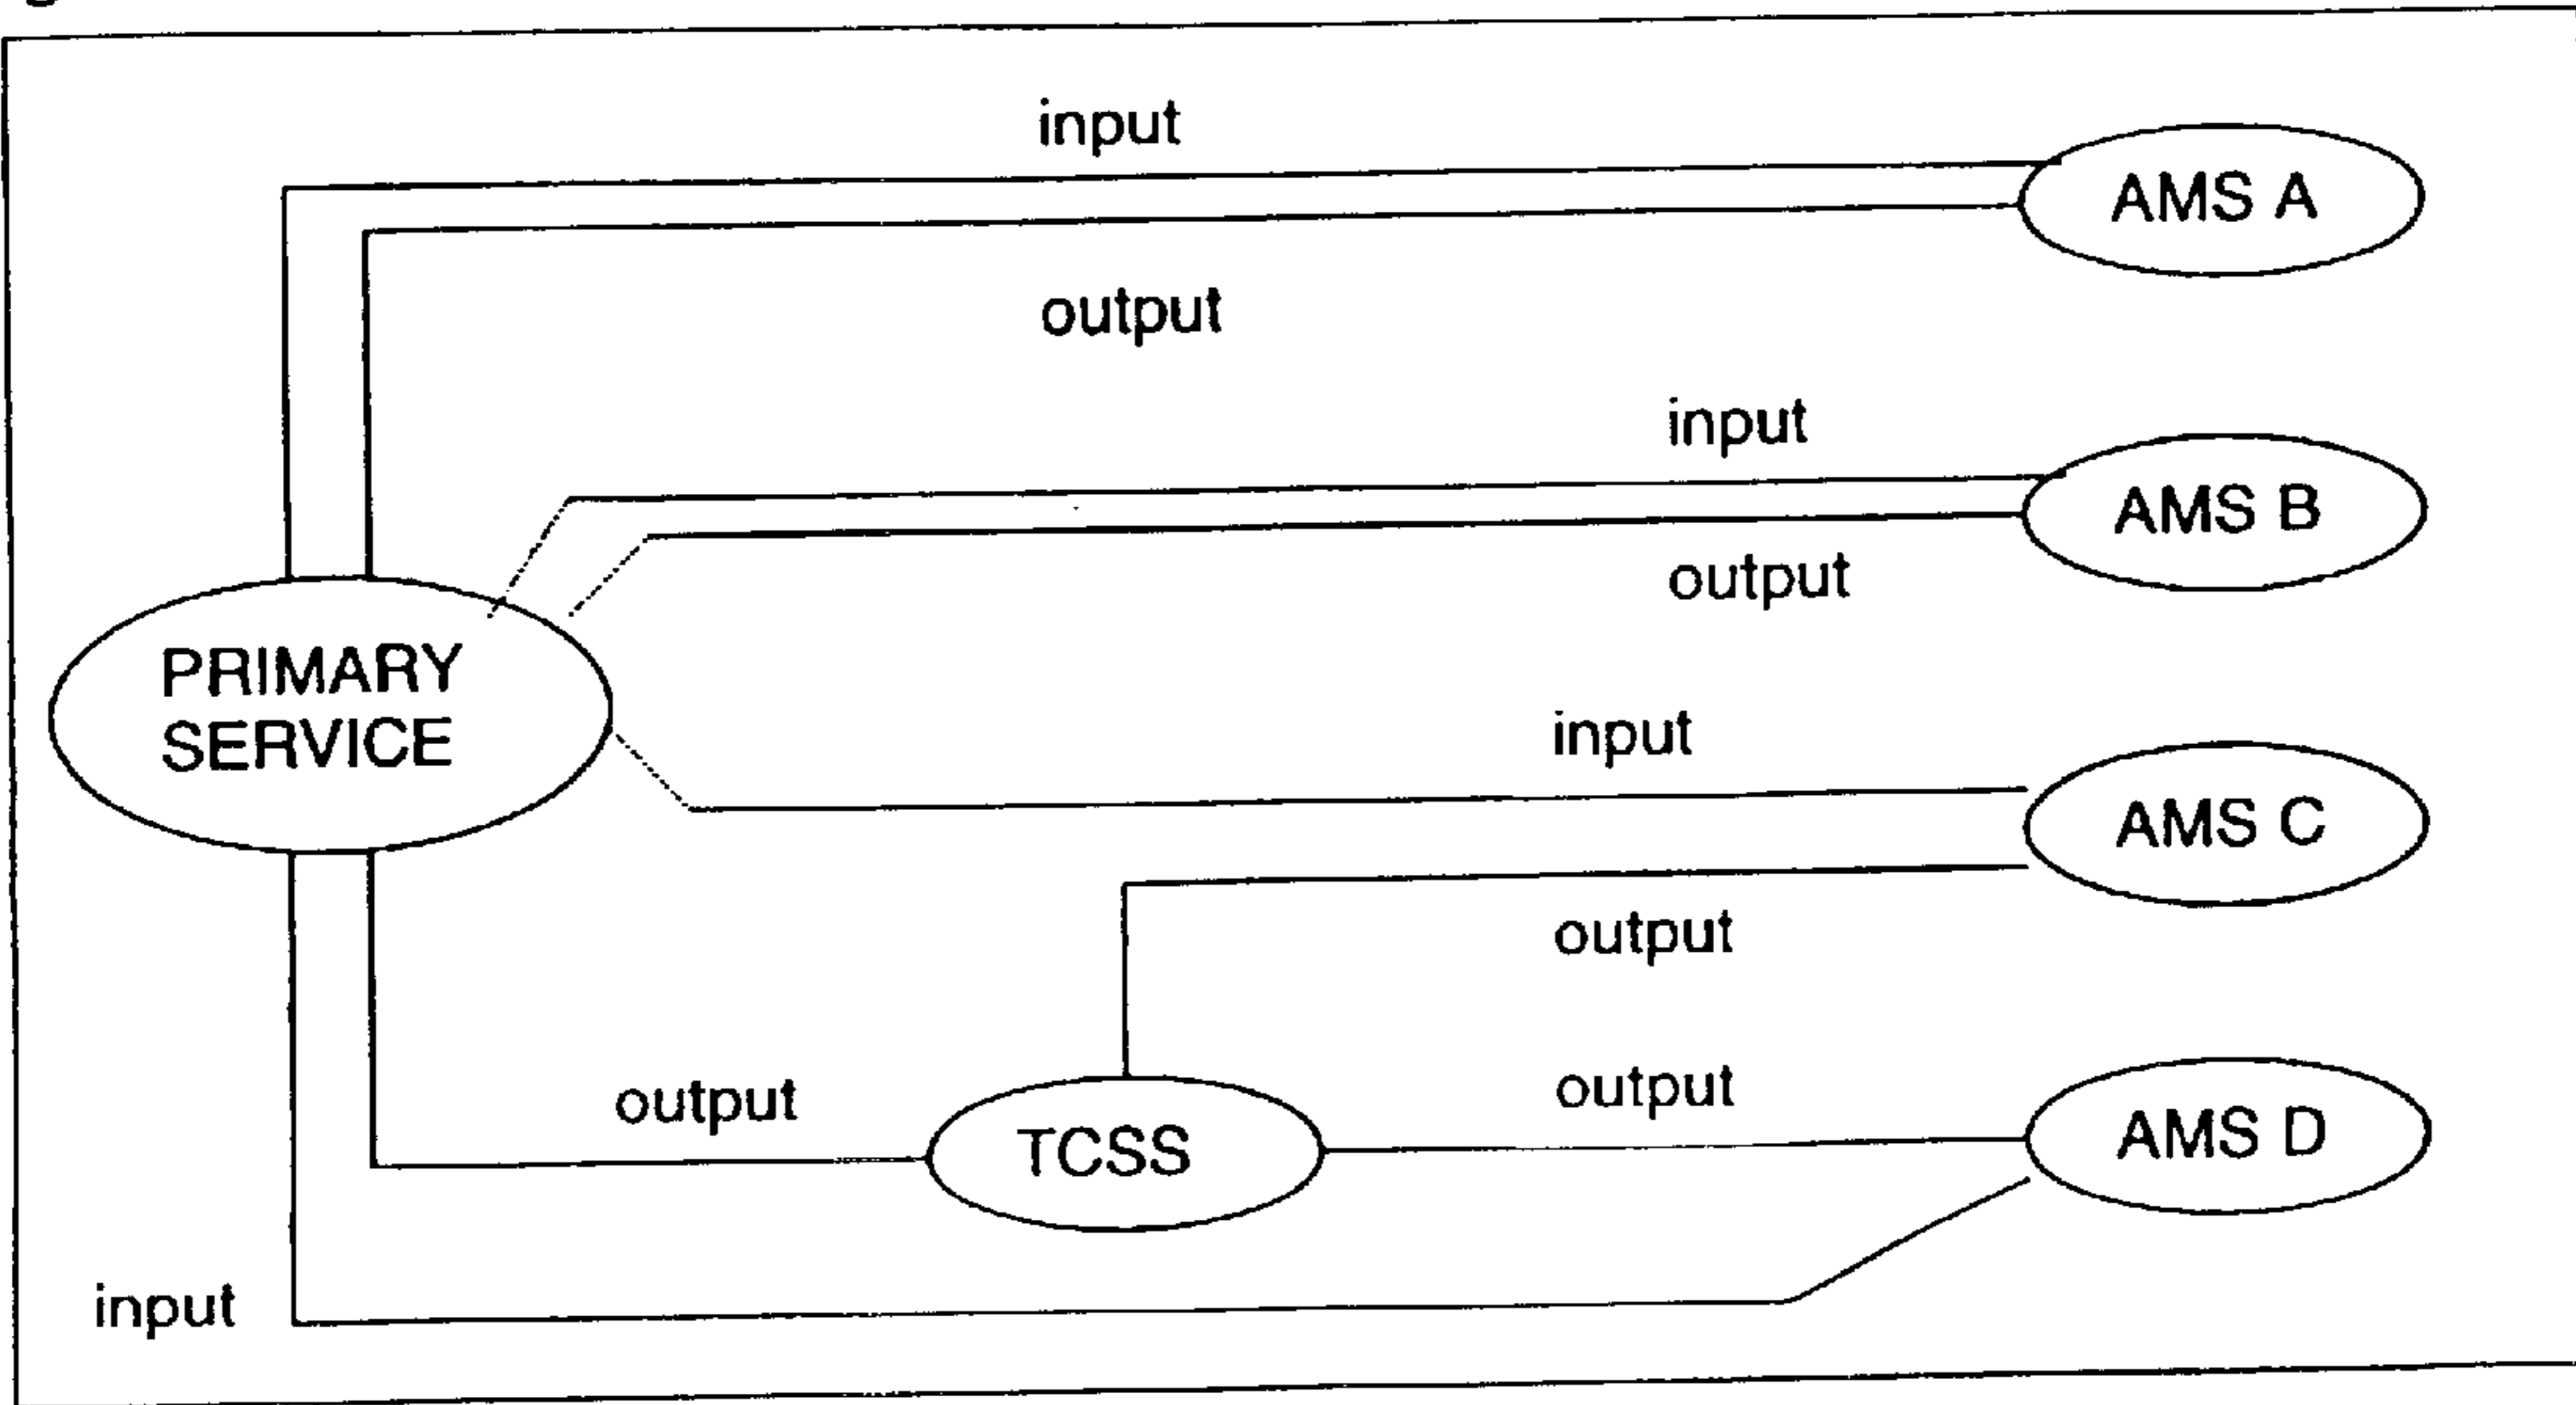 input
AMS A
output
input
AMS B
output
PRIMARY
SERVICE
input
AMS C
output
output
output
TCSS
AMS D
input